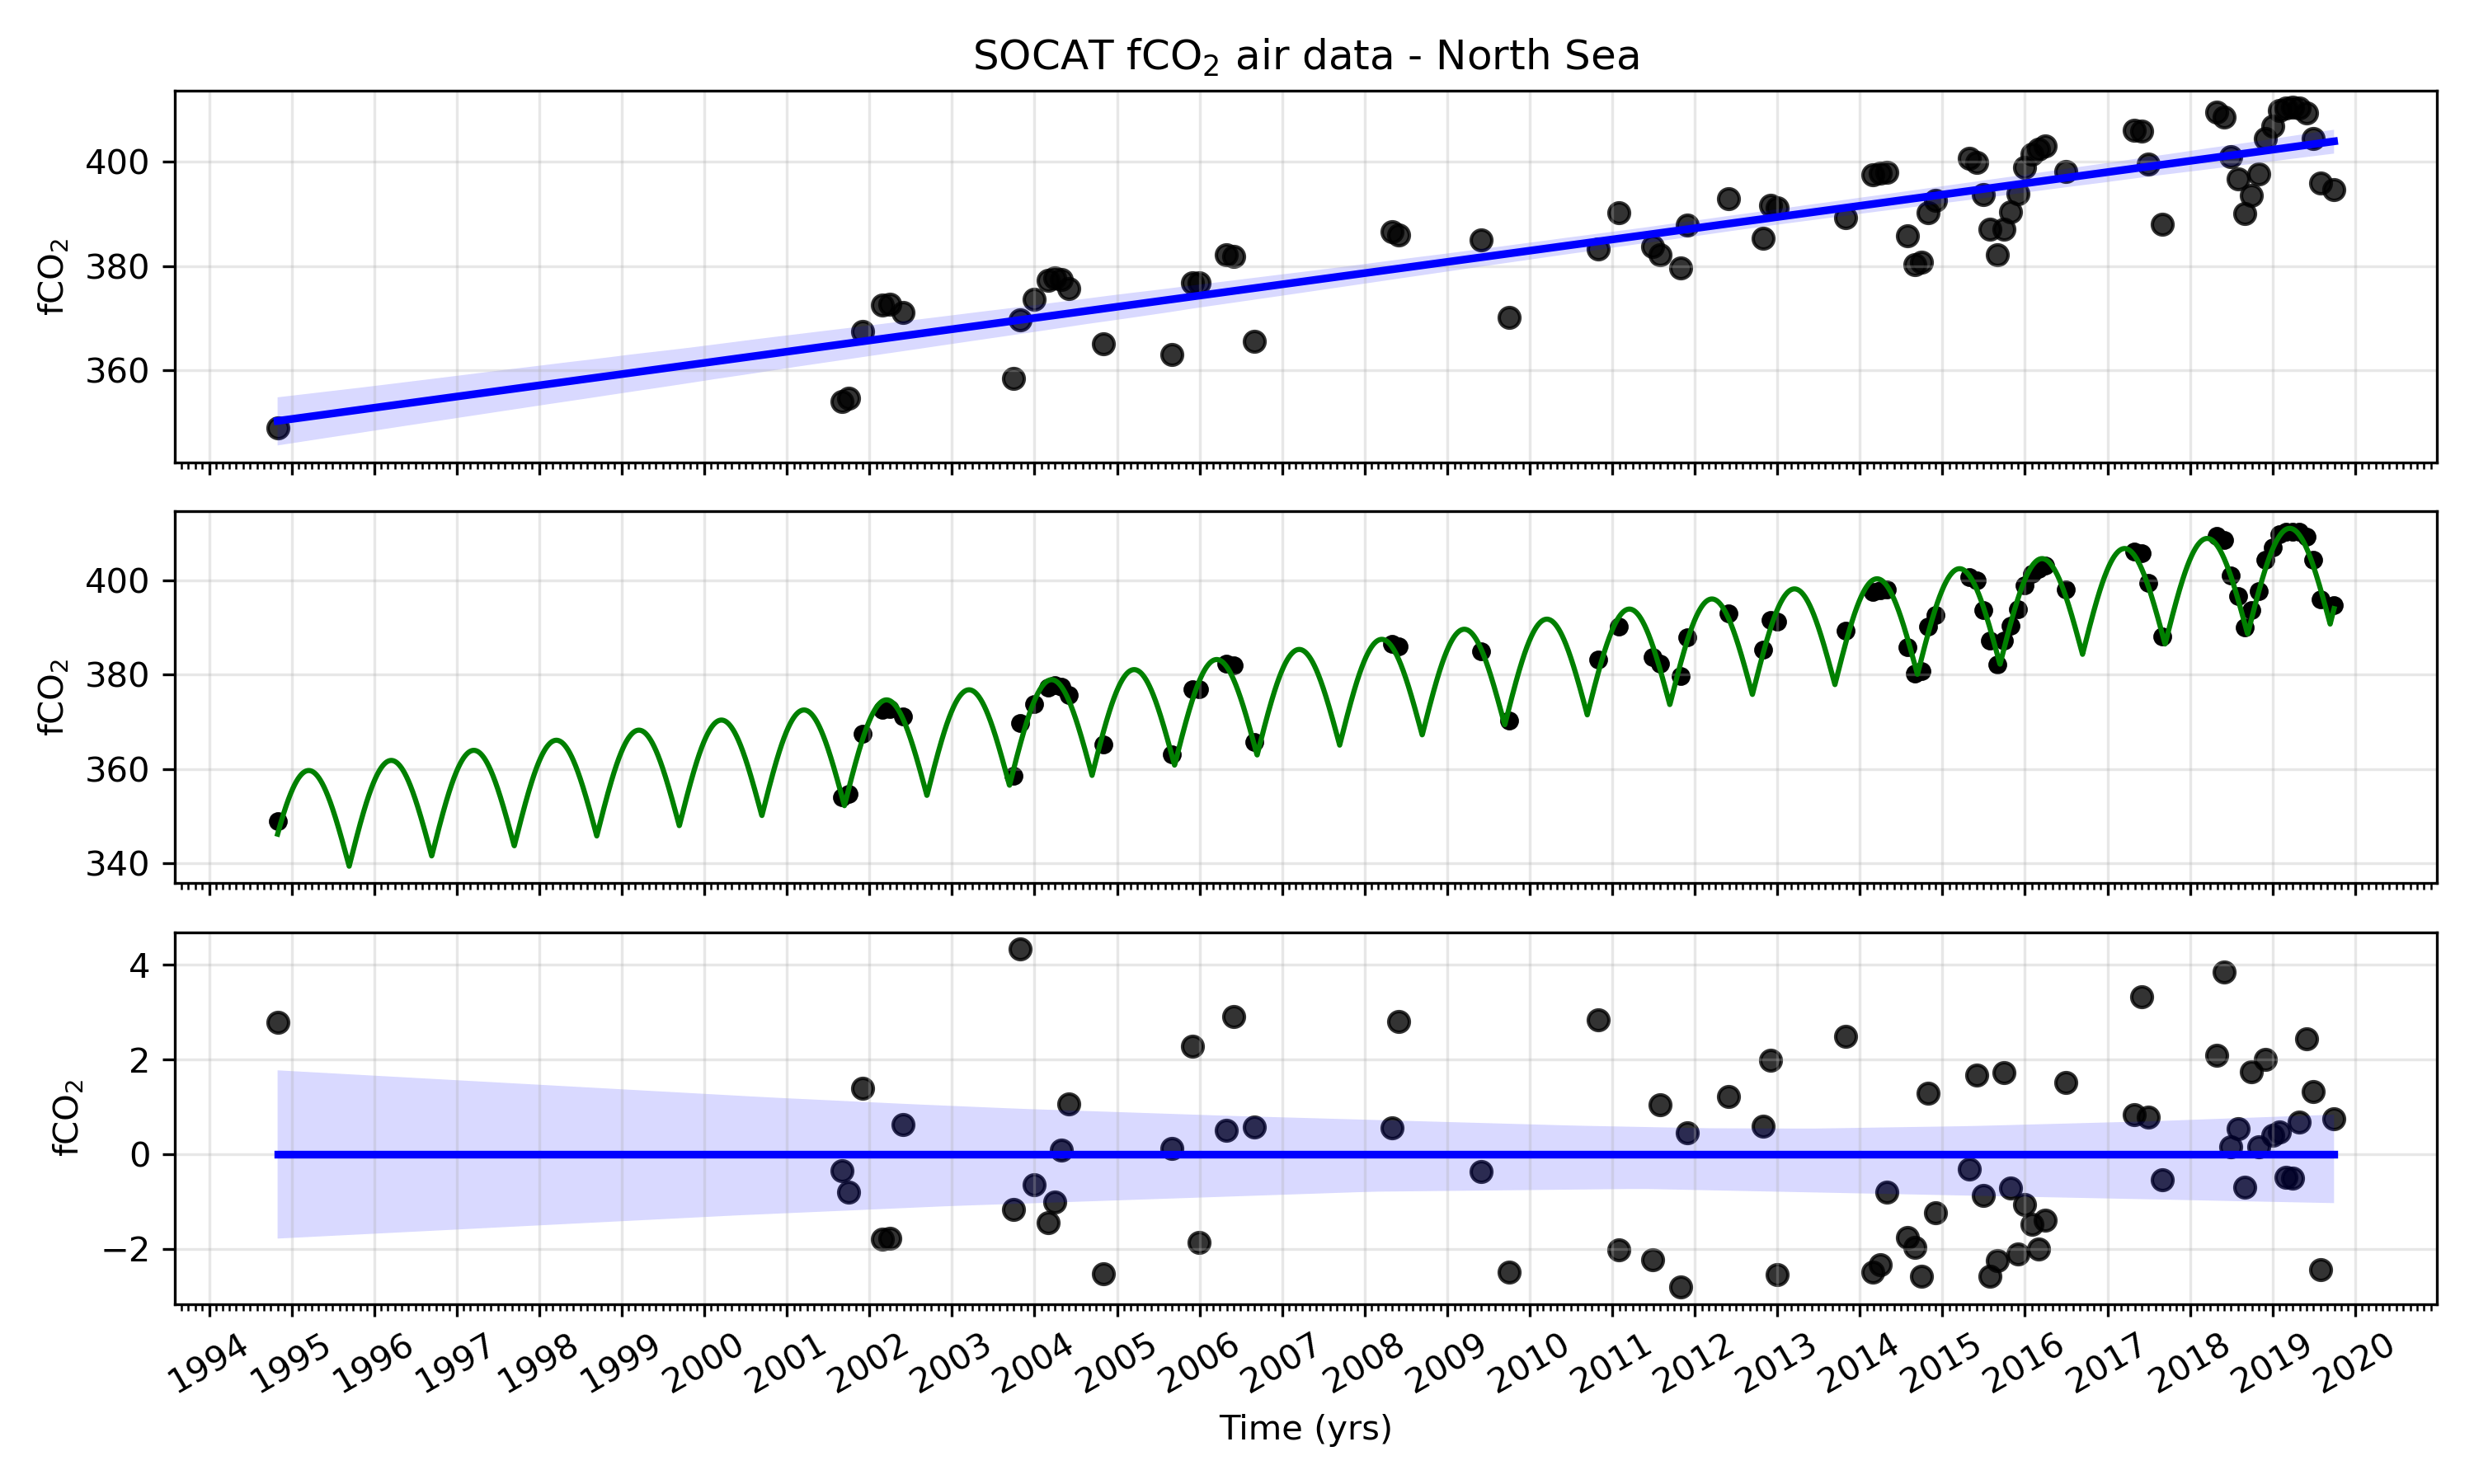 SOCAT fCO₂ air data - North Sea
400
380
360
fCO₂
400
380
360
340
fCO₂
4
2
0
−2
fCO₂
1994 1995 1996 1997 1998 1999 2000 2001 2002 2003 2004 2005 2006 2007 2008 2009 2010 2011 2012 2013 2014 2015 2016 2017 2018 2019 2020
Time (yrs)